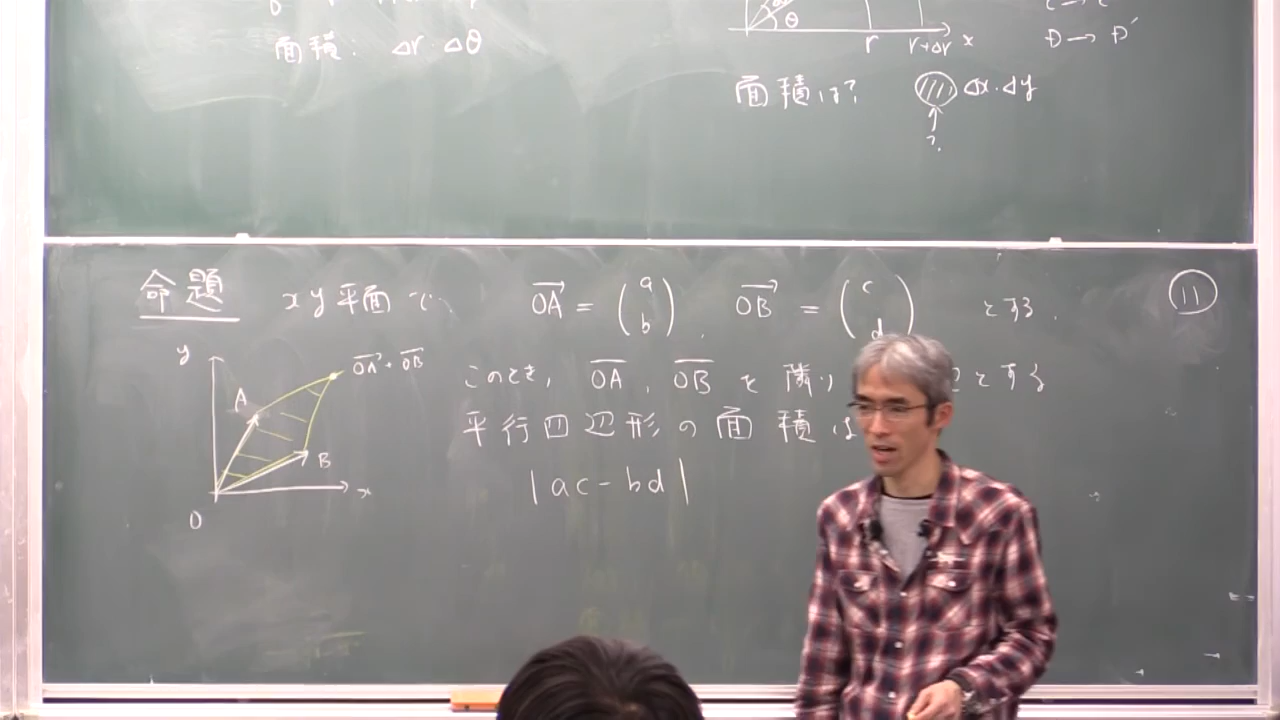 面積: Δr・Δθ
θ
r r+Δr x
D → D′
面積は? Δx・Δy
?
命題 xy平面で OA = (a b), OB = (c d) とする.
11
y
A
OA + OB
B
x
O
このとき, OA, OB を隣り とする
平行四辺形の面積は
|ac-bd|